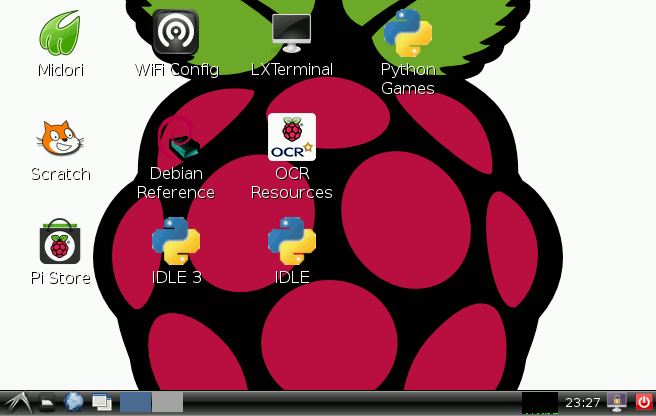 Midori
WiFi Config
LXTerminal
Python
Games
Scratch
Debian
Reference
OCR
OCR
Resources
Pi Store
IDLE 3
IDLE
23:27